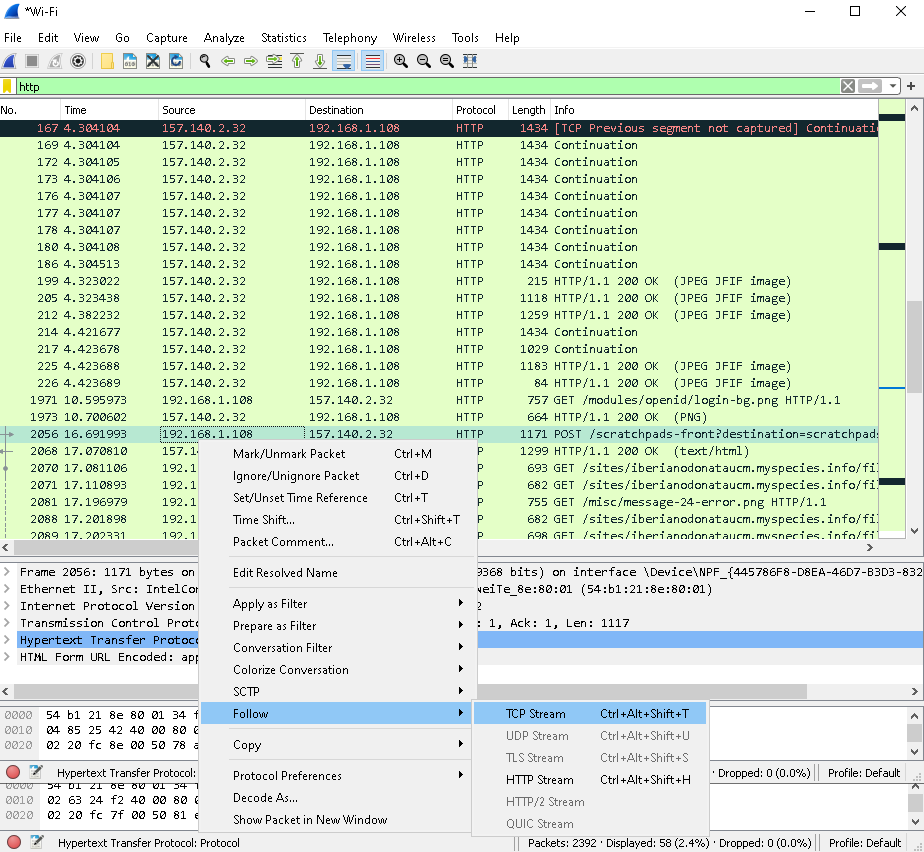 *Wi-Fi
File Edit View Go Capture Analyze Statistics Telephony Wireless Tools Help
http
No. Time Source Destination Protocol Length Info
167 4.304104 157.140.2.32 192.168.1.108 HTTP 1434 [TCP Previous segment not captured] Continuati
169 4.304104 157.140.2.32 192.168.1.108 HTTP 1434 Continuation
172 4.304105 157.140.2.32 192.168.1.108 HTTP 1434 Continuation
173 4.304106 157.140.2.32 192.168.1.108 HTTP 1434 Continuation
176 4.304107 157.140.2.32 192.168.1.108 HTTP 1434 Continuation
177 4.304107 157.140.2.32 192.168.1.108 HTTP 1434 Continuation
178 4.304107 157.140.2.32 192.168.1.108 HTTP 1434 Continuation
180 4.304108 157.140.2.32 192.168.1.108 HTTP 1434 Continuation
186 4.304513 157.140.2.32 192.168.1.108 HTTP 1434 Continuation
199 4.323022 157.140.2.32 192.168.1.108 HTTP 215 HTTP/1.1 200 OK (JPEG JFIF image)
205 4.323438 157.140.2.32 192.168.1.108 HTTP 1118 HTTP/1.1 200 OK (JPEG JFIF image)
212 4.382232 157.140.2.32 192.168.1.108 HTTP 1259 HTTP/1.1 200 OK (JPEG JFIF image)
214 4.421677 157.140.2.32 192.168.1.108 HTTP 1434 Continuation
217 4.423678 157.140.2.32 192.168.1.108 HTTP 1029 Continuation
225 4.423688 157.140.2.32 192.168.1.108 HTTP 1183 HTTP/1.1 200 OK (JPEG JFIF image)
226 4.423689 157.140.2.32 192.168.1.108 HTTP 84 HTTP/1.1 200 OK (JPEG JFIF image)
1971 10.595973 192.168.1.108 157.140.2.32 HTTP 757 GET /modules/openid/login-bg.png HTTP/1.1
1973 10.700602 157.140.2.32 192.168.1.108 HTTP 664 HTTP/1.1 200 OK (PNG)
2056 16.691993 192.168.1.108 157.140.2.32 HTTP 1171 POST /scratchpads-front?destination=scratchpads
2068 17.070810 157.1 P 1299 HTTP/1.1 200 OK (text/html)
2070 17.081106 192.1 P 693 GET /sites/iberianodonataucm.myspecies.info/fil
2071 17.110893 192.1 P 682 GET /sites/iberianodonataucm.myspecies.info/fil
2081 17.196979 192.1 P 755 GET /misc/message-24-error.png HTTP/1.1
2088 17.201898 192.1 P 682 GET /sites/iberianodonataucm.myspecies.info/fil
2089 17.202331 192.1 P 698 GET /sites/iberianodonataucm.myspecies.info/fil
Mark/Unmark Packet Ctrl+M
Ignore/Unignore Packet Ctrl+D
Set/Unset Time Reference Ctrl+T
Time Shift... Ctrl+Shift+T
Packet Comment... Ctrl+Alt+C
Edit Resolved Name
Apply as Filter
Prepare as Filter
Conversation Filter
Colorize Conversation
SCTP
Follow
Copy
Protocol Preferences
Decode As...
Show Packet in New Window
TCP Stream Ctrl+Alt+Shift+T
UDP Stream Ctrl+Alt+Shift+U
TLS Stream Ctrl+Alt+Shift+S
HTTP Stream Ctrl+Alt+Shift+H
HTTP/2 Stream
QUIC Stream
Frame 2056: 1171 bytes on 9368 bits) on interface \Device\NPF_{445786F8-D8EA-46D7-B3D3-832
Ethernet II, Src: IntelCor NeiTe_8e:80:01 (54:b1:21:8e:80:01)
Internet Protocol Version 2
Transmission Control Proto : 1, Ack: 1, Len: 1117
Hypertext Transfer Protoco
HTML Form URL Encoded: app
0000 54 b1 21 8e 80 01 34 f
0010 04 85 25 42 40 00 80 0
0020 02 20 fc 8e 00 50 78 a
Hypertext Transfer Protocol: · Dropped: 0 (0.0%) Profile: Default
54 b1 21 8e 80 01 34 f
0010 02 63 24 f2 40 00 80 0
0020 02 20 fc 7f 00 50 81 e
Hypertext Transfer Protocol: Protocol Packets: 2392 · Displayed: 58 (2.4%) · Dropped: 0 (0.0%) Profile: Default